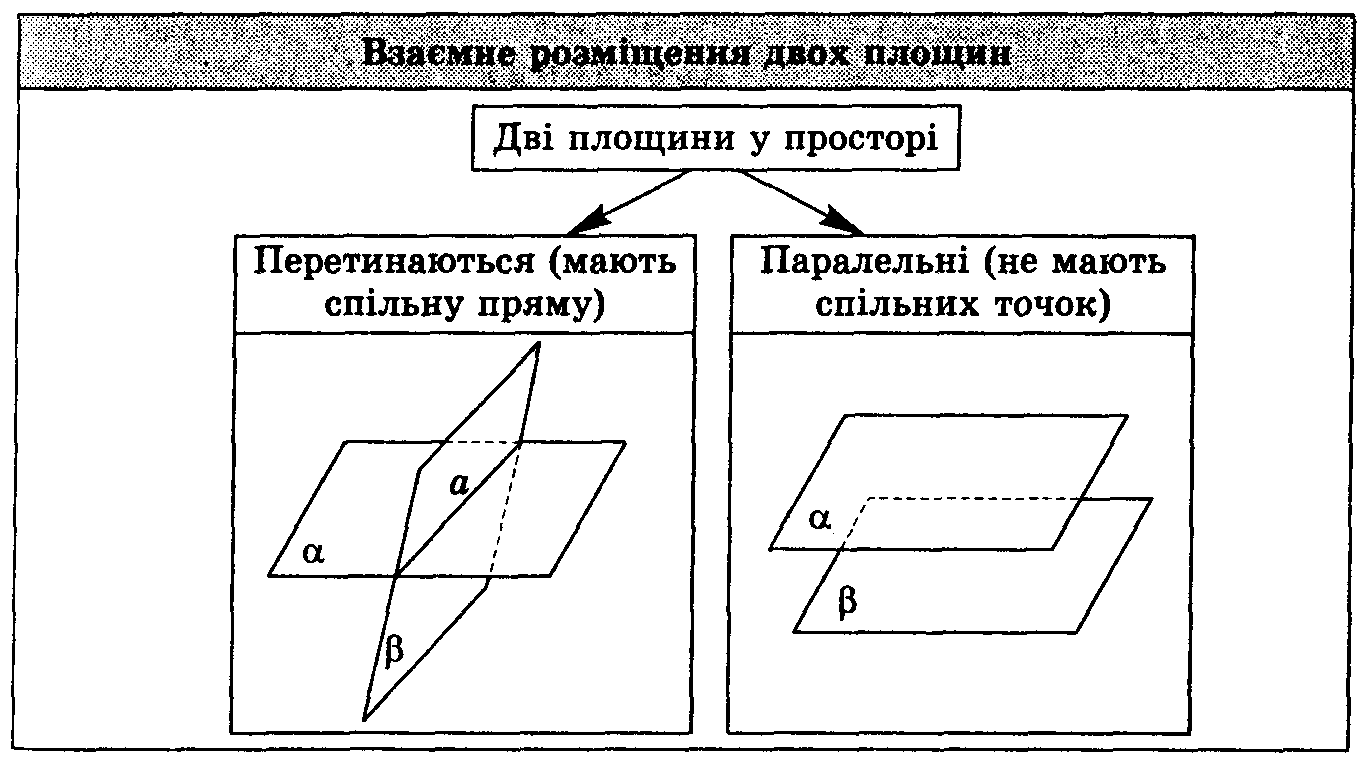 Взаємне розміщення двох площин
Дві площини у просторі
Перетинаються (мають
спільну пряму)
a
α
β
Паралельні (не мають
спільних точок)
α
β